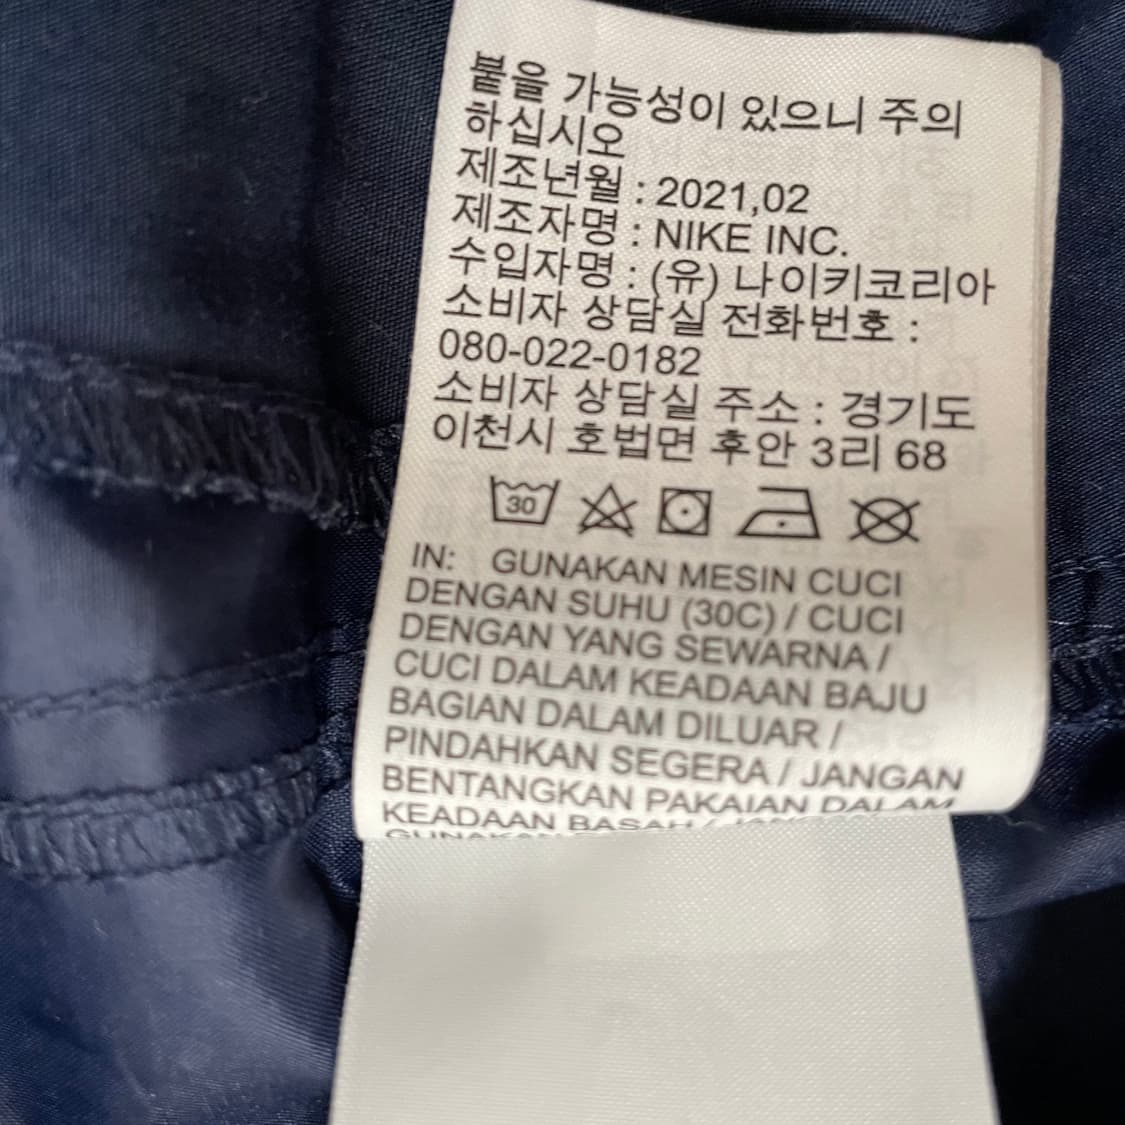 붙을 가능성이 있으니 주의
하십시오
제조년월 : 2021,02
제조자명 : NIKE INC.
수입자명 : (유) 나이키코리아
소비자 상담실 전화번호 :
080-022-0182
소비자 상담실 주소 : 경기도
이천시 호법면 후안 3리 68
30
IN: GUNAKAN MESIN CUCI
DENGAN SUHU (30C) / CUCI
DENGAN YANG SEWARNA /
CUCI DALAM KEADAAN BAJU
BAGIAN DALAM DILUAR /
PINDAHKAN SEGERA / JANGAN
BENTANGKAN PAKAIAN DALAM
KEADAAN BASAH /